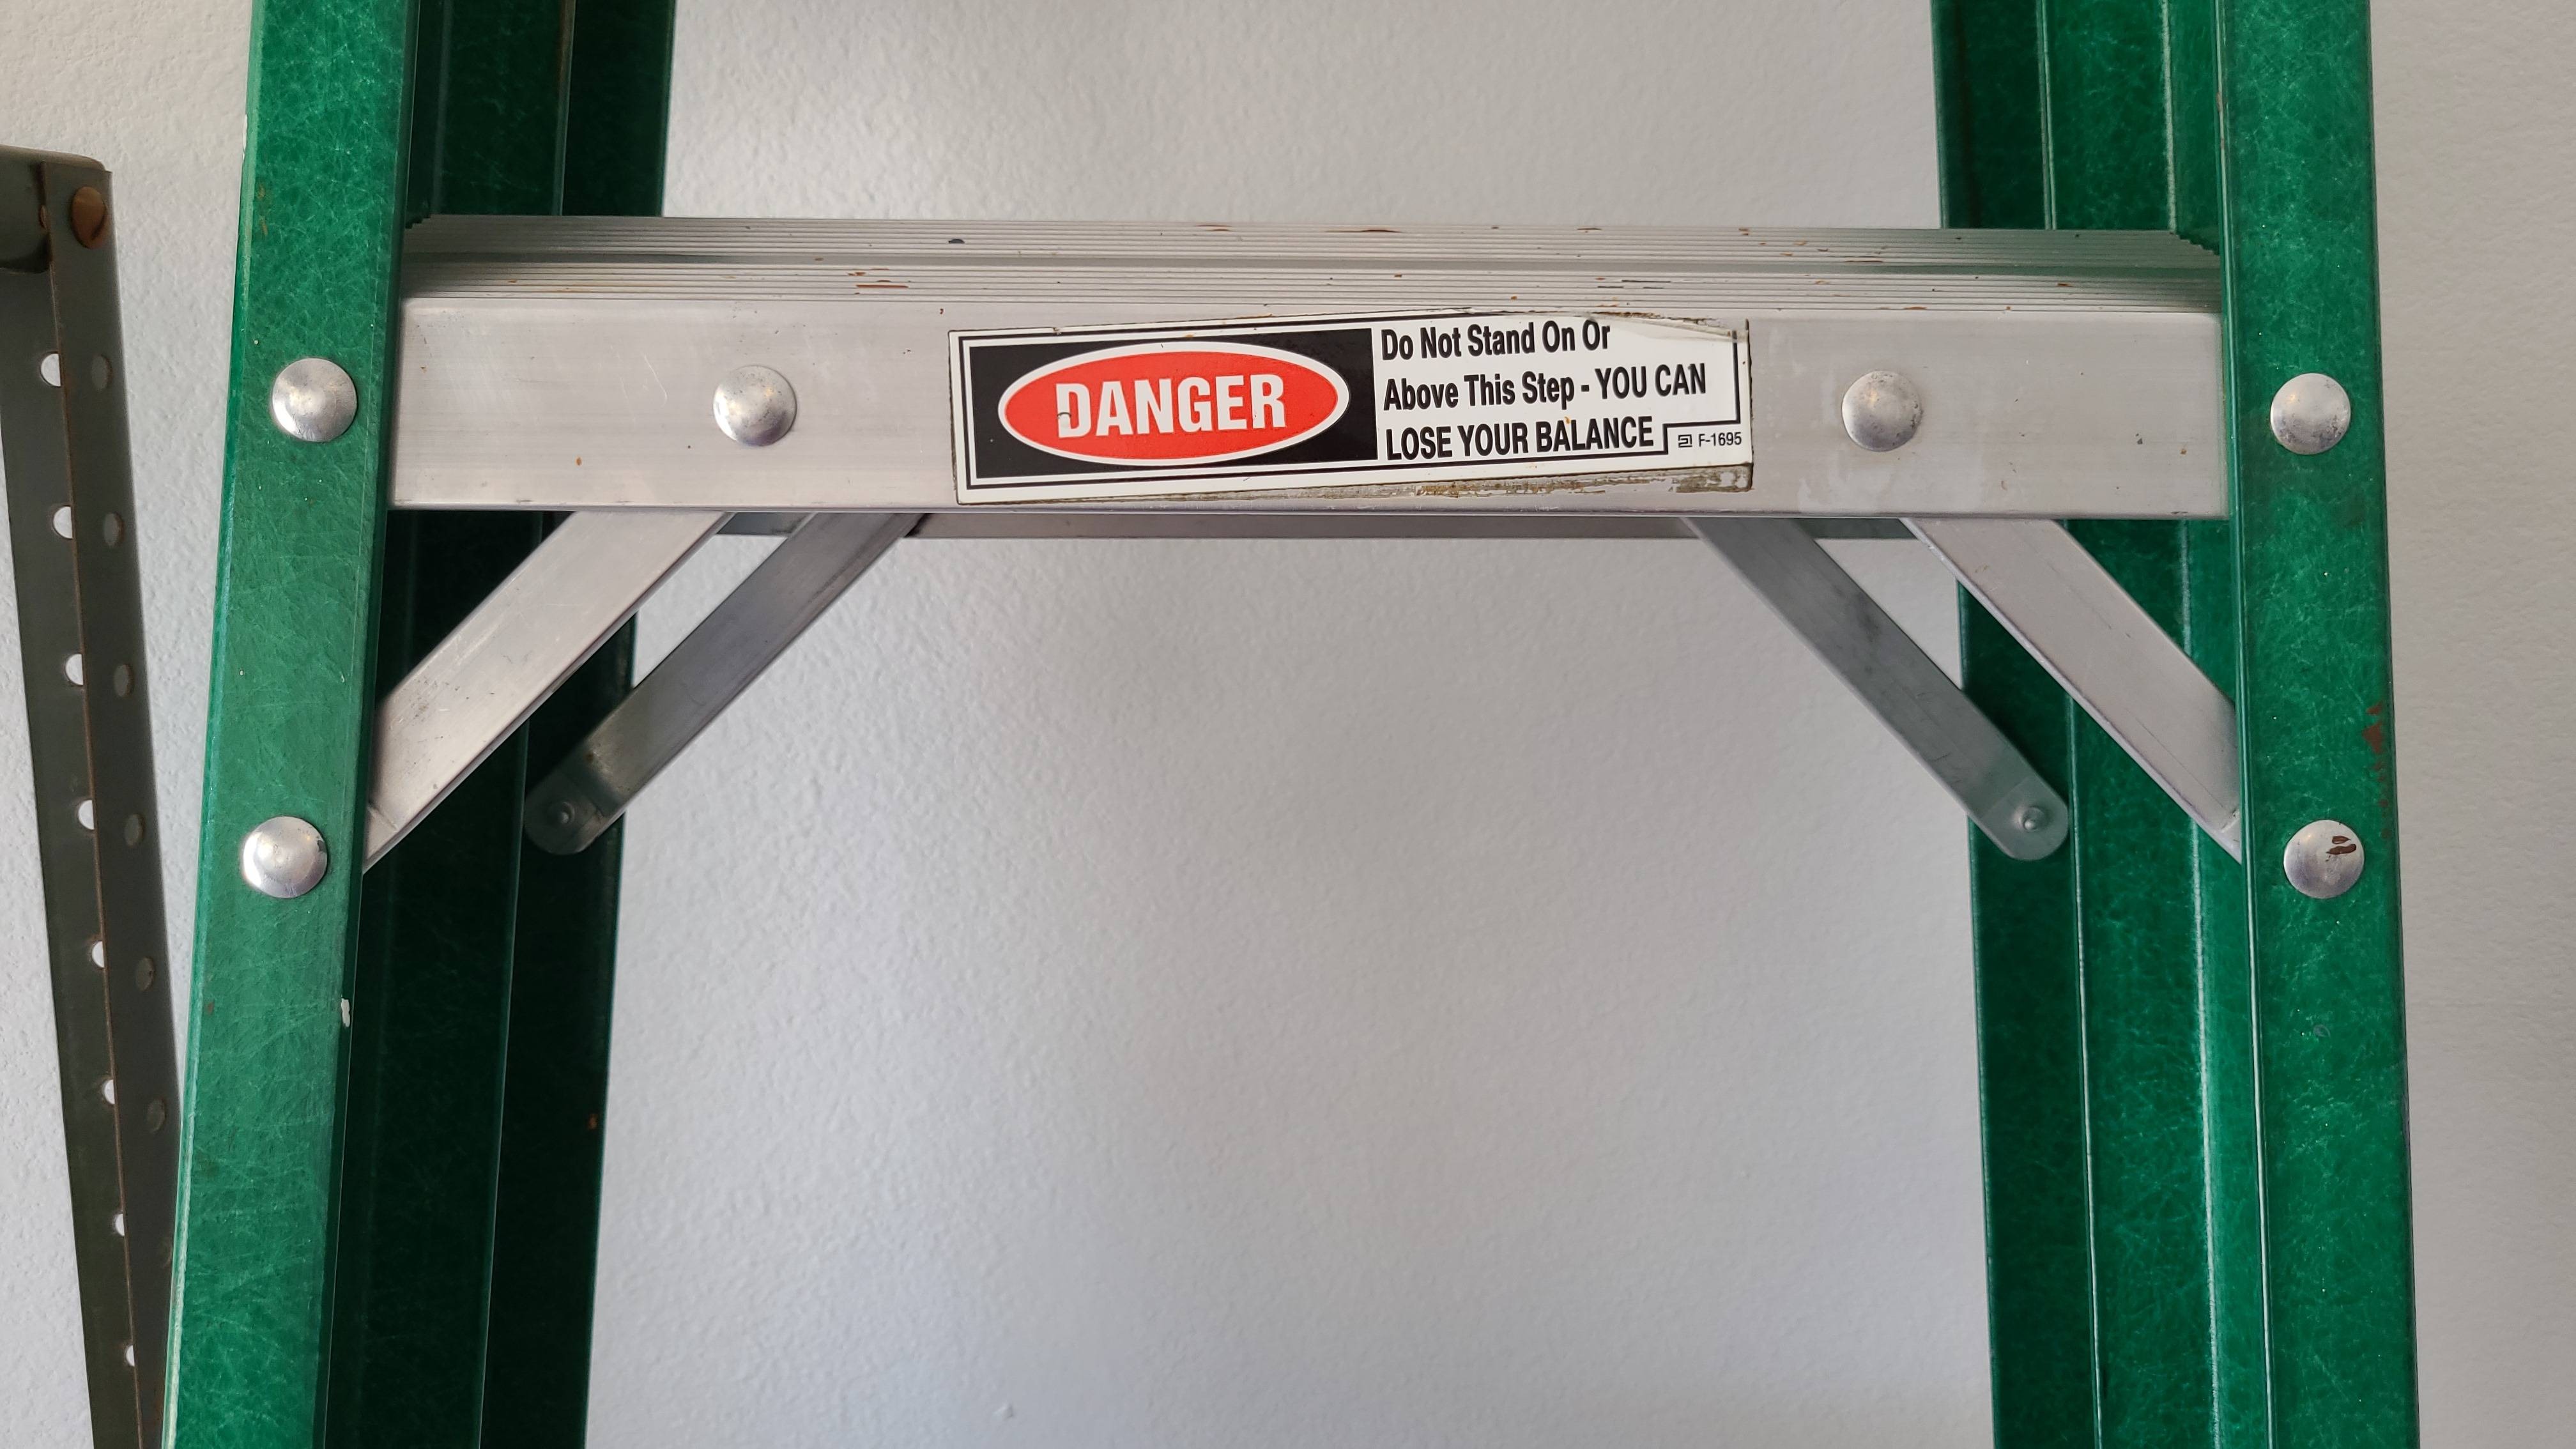 DANGER
Do Not Stand On Or
Above This Step - YOU CAN
LOSE YOUR BALANCE
F-1695